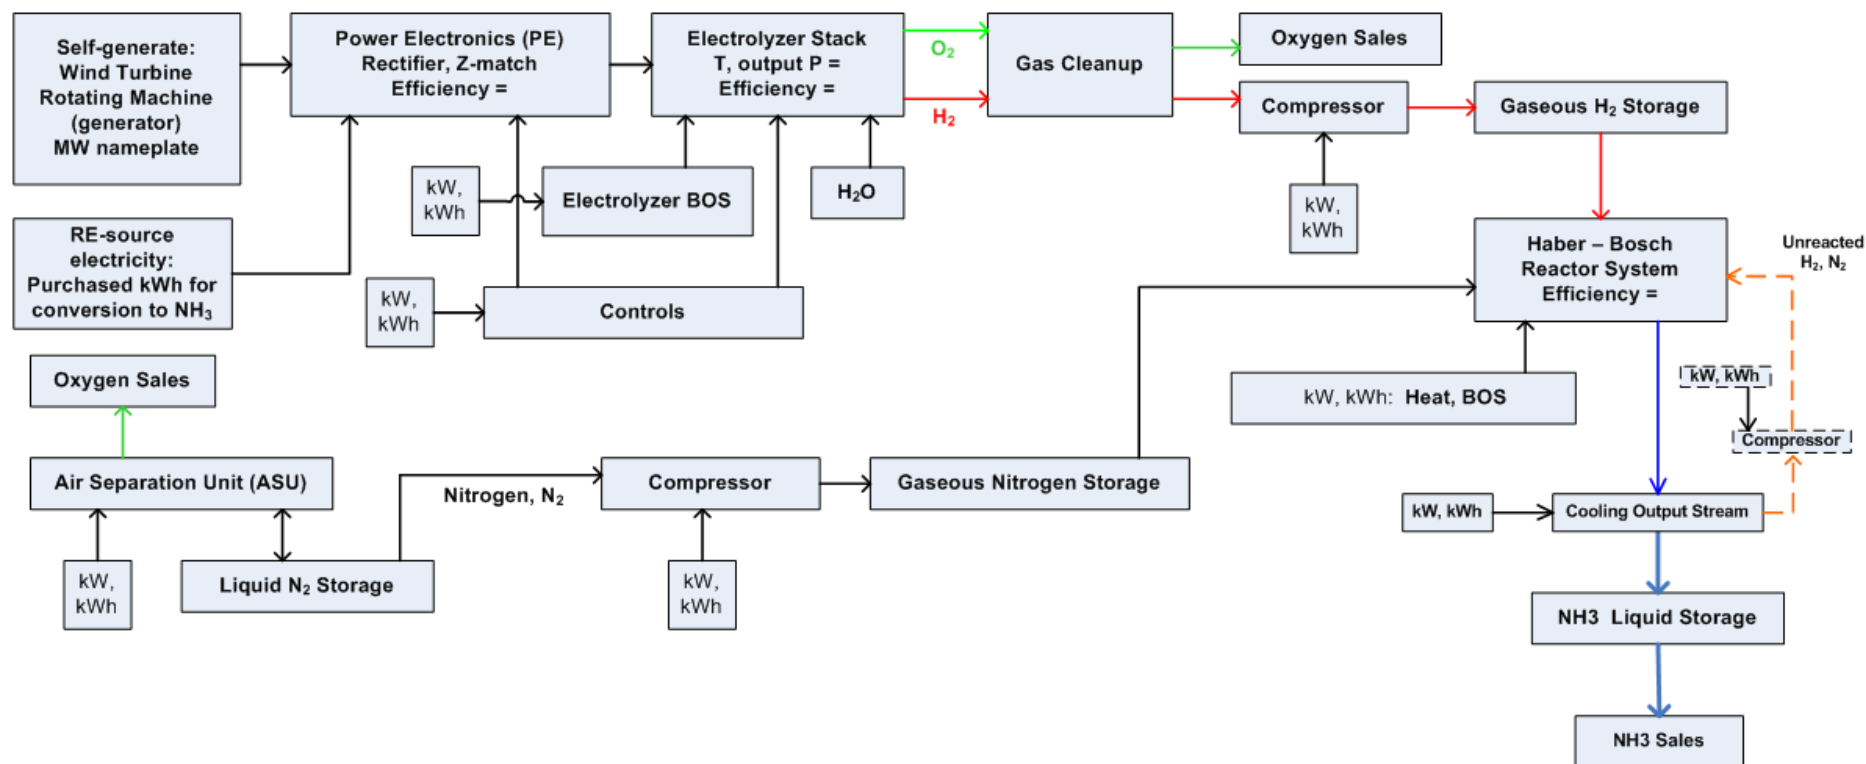 Self-generate:
Wind Turbine
Rotating Machine
(generator)
MW nameplate
Power Electronics (PE)
Rectifier, Z-match
Efficiency =
Electrolyzer Stack
T, output P =
Efficiency =
O₂
H₂
Gas Cleanup
Oxygen Sales
Compressor
Gaseous H₂ Storage
kW,
kWh
Electrolyzer BOS
H₂O
kW,
kWh
RE-source
electricity:
Purchased kWh for
conversion to NH₃
kW,
kWh
Controls
Haber – Bosch
Reactor System
Efficiency =
Unreacted
H₂, N₂
Oxygen Sales
kW, kWh: Heat, BOS
kW, kWh
Compressor
Air Separation Unit (ASU)
Nitrogen, N₂
Compressor
Gaseous Nitrogen Storage
kW, kWh
Cooling Output Stream
kW,
kWh
Liquid N₂ Storage
kW,
kWh
NH3 Liquid Storage
NH3 Sales